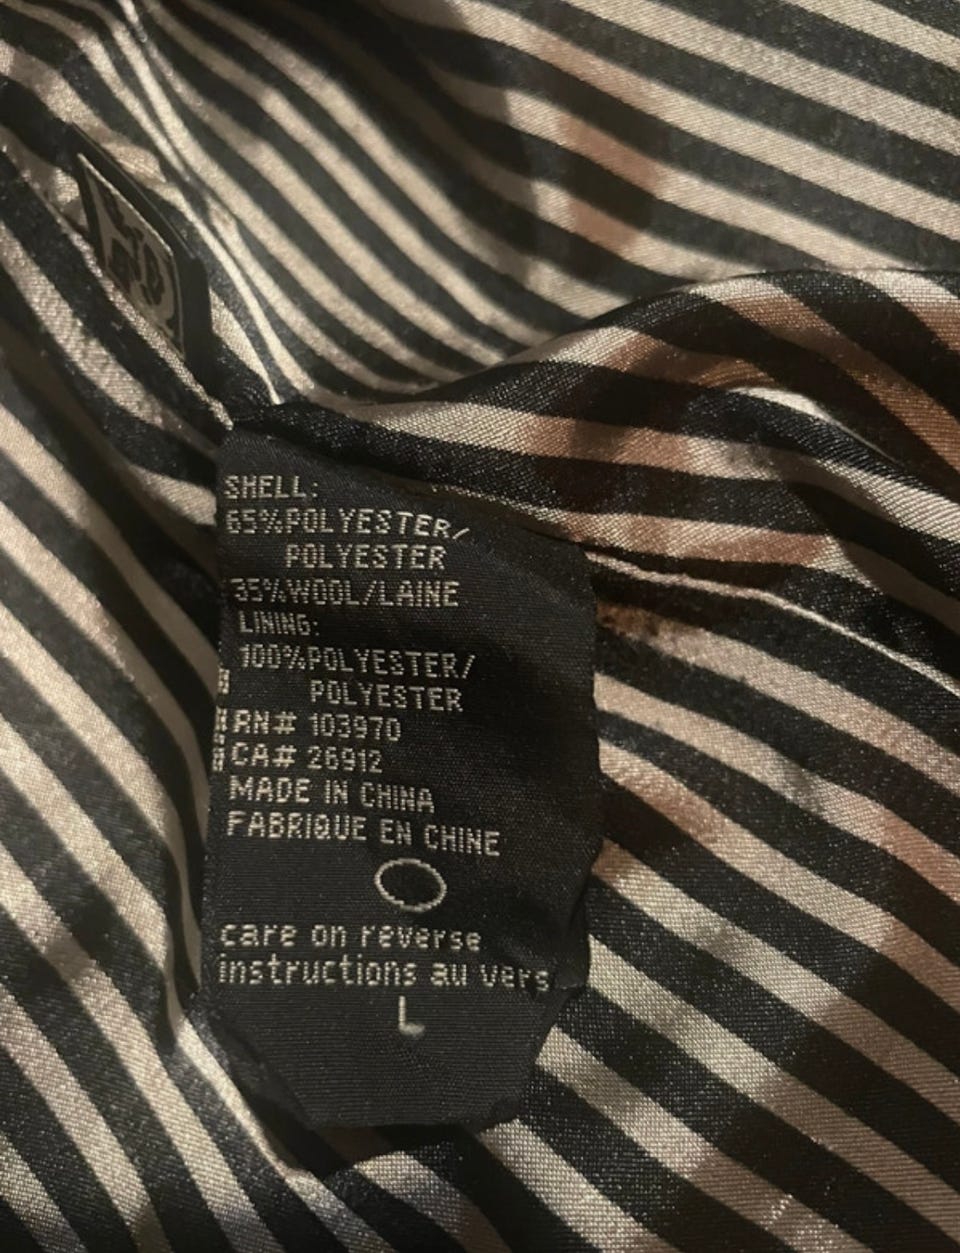 SHELL:
65%POLYESTER/
POLYESTER
35%WOOL/LAINE
LINING:
100%POLYESTER/
POLYESTER
RN# 103970
CA# 26912
MADE IN CHINA
FABRIQUE EN CHINE
care on reverse
instructions au vers
L